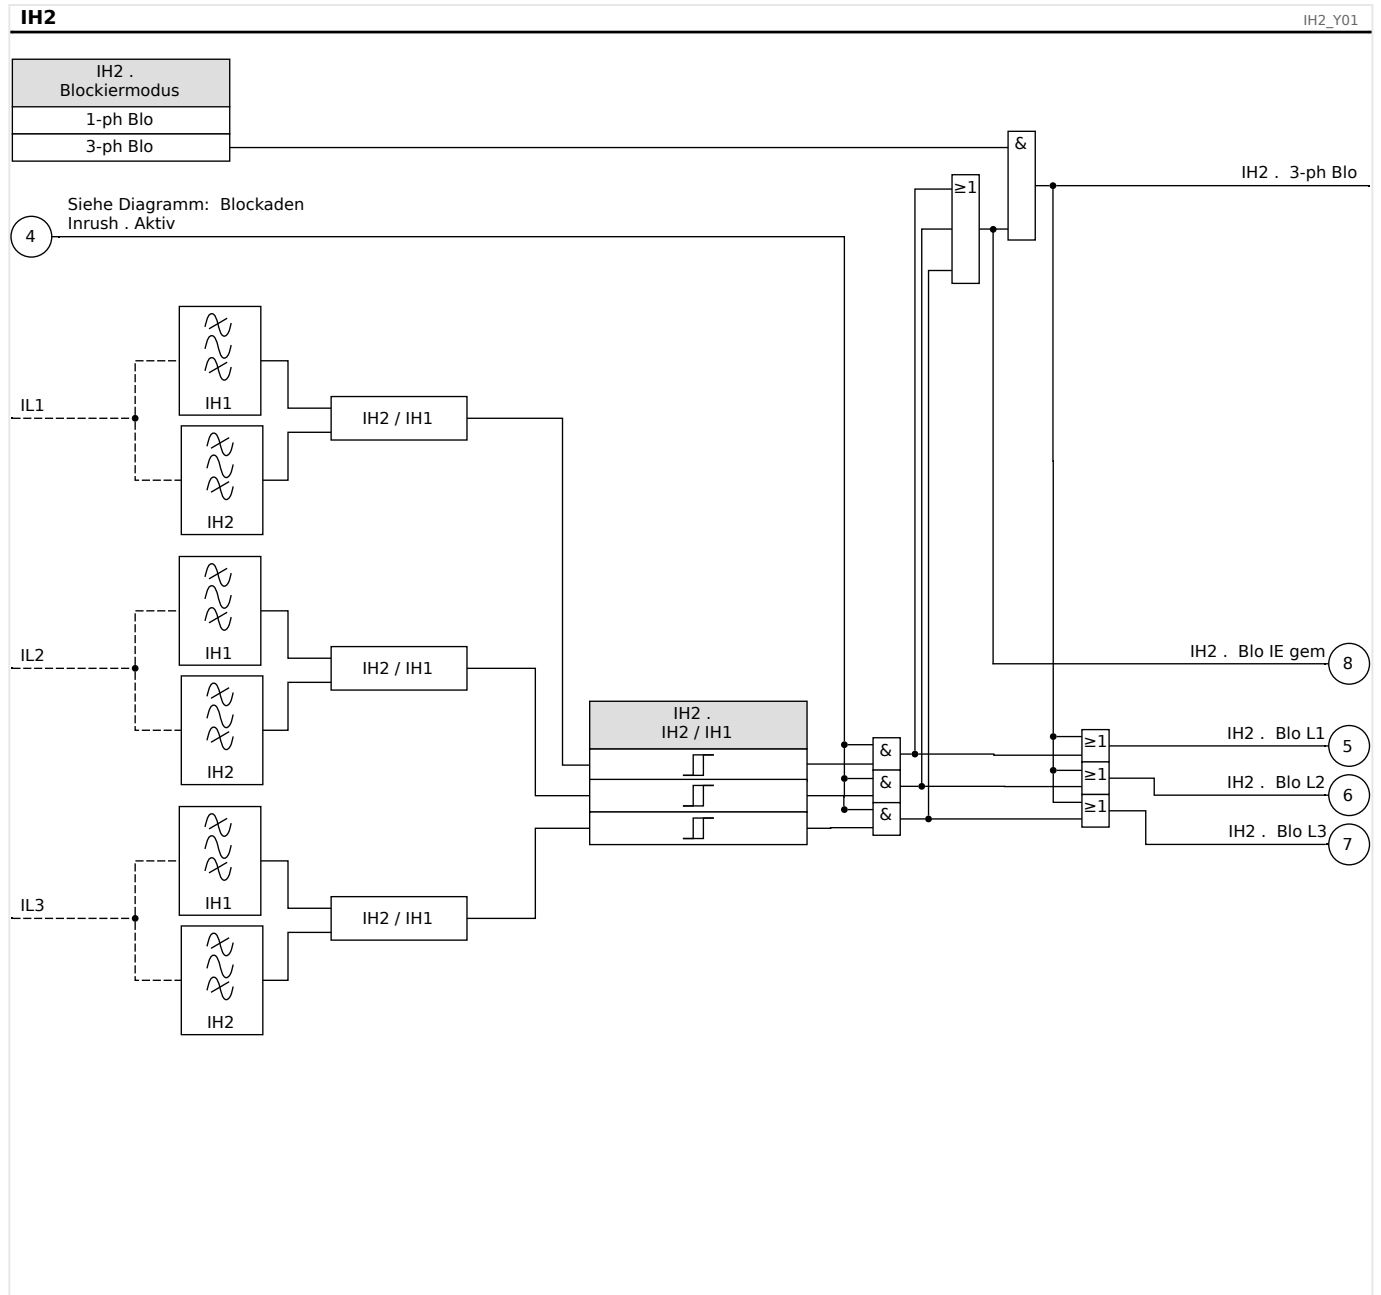 IH2
IH2_Y01
IH2 .
Blockiermodus
1-ph Blo
3-ph Blo
&
IH2 .  3-ph Blo
≥1
Siehe Diagramm:  Blockaden
Inrush . Aktiv
4
IH1
IL1
IH2 / IH1
IH2
IH1
IL2
IH2 / IH1
IH2 .  Blo IE gem
8
IH2
IH2 .
IH2 / IH1
&
≥1
IH2 .  Blo L1
5
&
≥1
IH2 .  Blo L2
6
&
≥1
IH2 .  Blo L3
7
IH1
IL3
IH2 / IH1
IH2